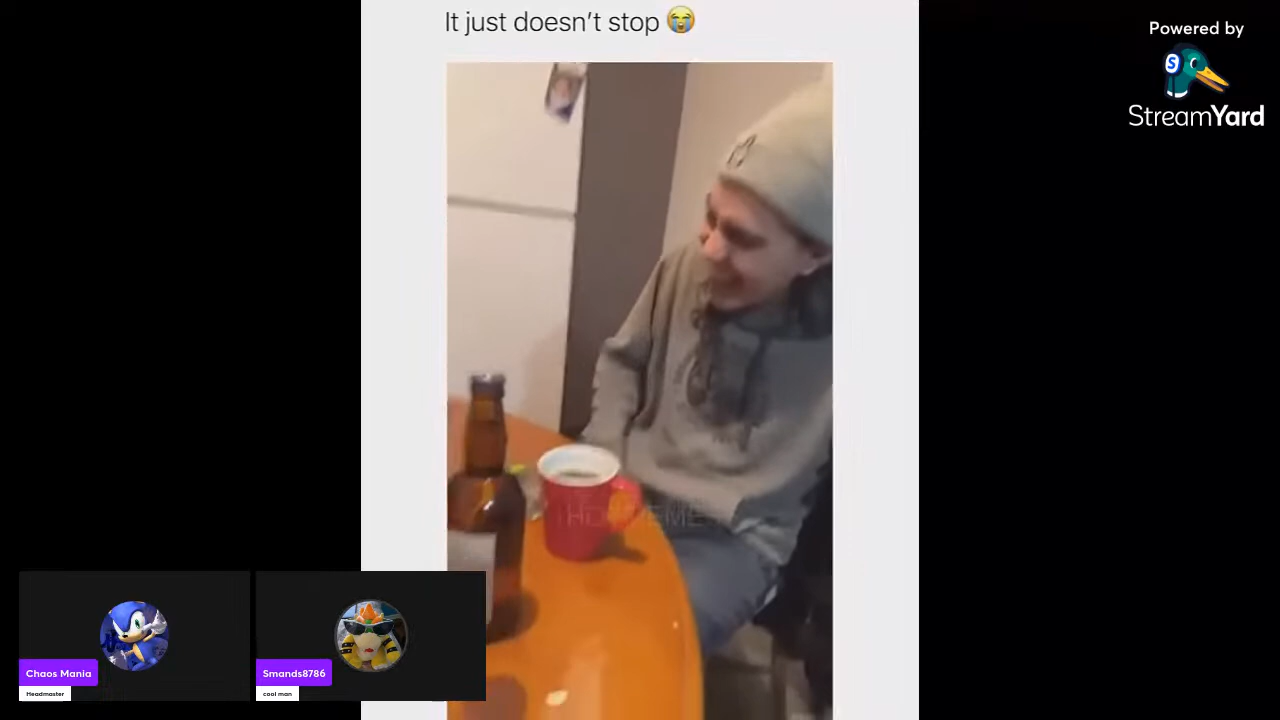 It just doesn't stop 😭
Powered by
S
StreamYard
Chaos Mania
Headmaster
Smands8786
cool man